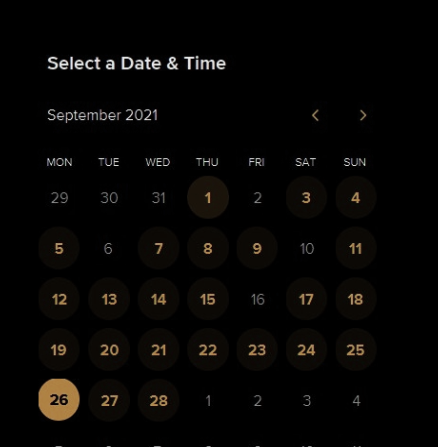 Select a Date & Time
September 2021
MON TUE WED THU FRI SAT SUN
29 30 31 1 2 3 4
5 6 7 8 9 10 11
12 13 14 15 16 17 18
19 20 21 22 23 24 25
26 27 28 1 2 3 4